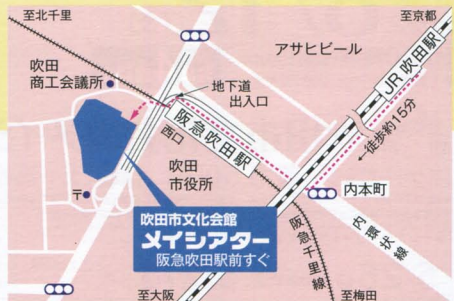 至北千里
至京都
アサヒビール
JR吹田駅
吹田
商工会議所
地下道
出入口
阪急吹田駅
←徒歩約15分
西口
吹田
市役所
〒
内本町
吹田市文化会館
メイシアター
阪急吹田駅前すぐ
阪急千里線
内環状線
至大阪
至梅田